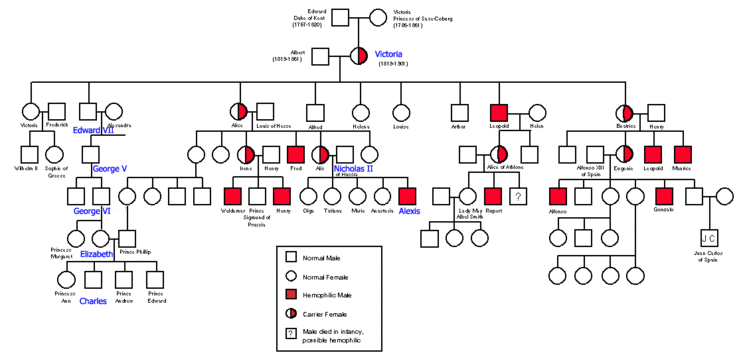 Edward
Duke of Kent
(1767-1820)
Victoria
Princess of Saxe-Coburg
(1786-1861)
Albert
(1819-1861)
Victoria
(1819-1901)
Victoria
Frederick
Edward VII
Alexandra
Alice
Louis of Hesse
Alfred
Helena
Louise
Arthur
Leopold
Helen
Beatrice
Henry
Wilhelm II
Sophie of
Greece
George V
Irene
Henry
Fred
Alix
Nicholas II
of Russia
Alice of Athlone
Alfonso XII
of Spain
Eugenie
Leopold
Maurice
George VI
Waldemar
Prince
Sigmund of
Prussia
Henry
Olga
Tatiana
Marie
Anastasia
Alexis
Lady May
Abel Smith
Rupert
?
Alfonso
Gonzalo
J C
Juan Carlos
of Spain
Princess
Margaret
Elizabeth
Prince Phillip
Princess
Ann
Charles
Prince
Andrew
Prince
Edward
Normal Male
Normal Female
Hemophilic Male
Carrier Female
? Male died in infancy,
possible hemophilic